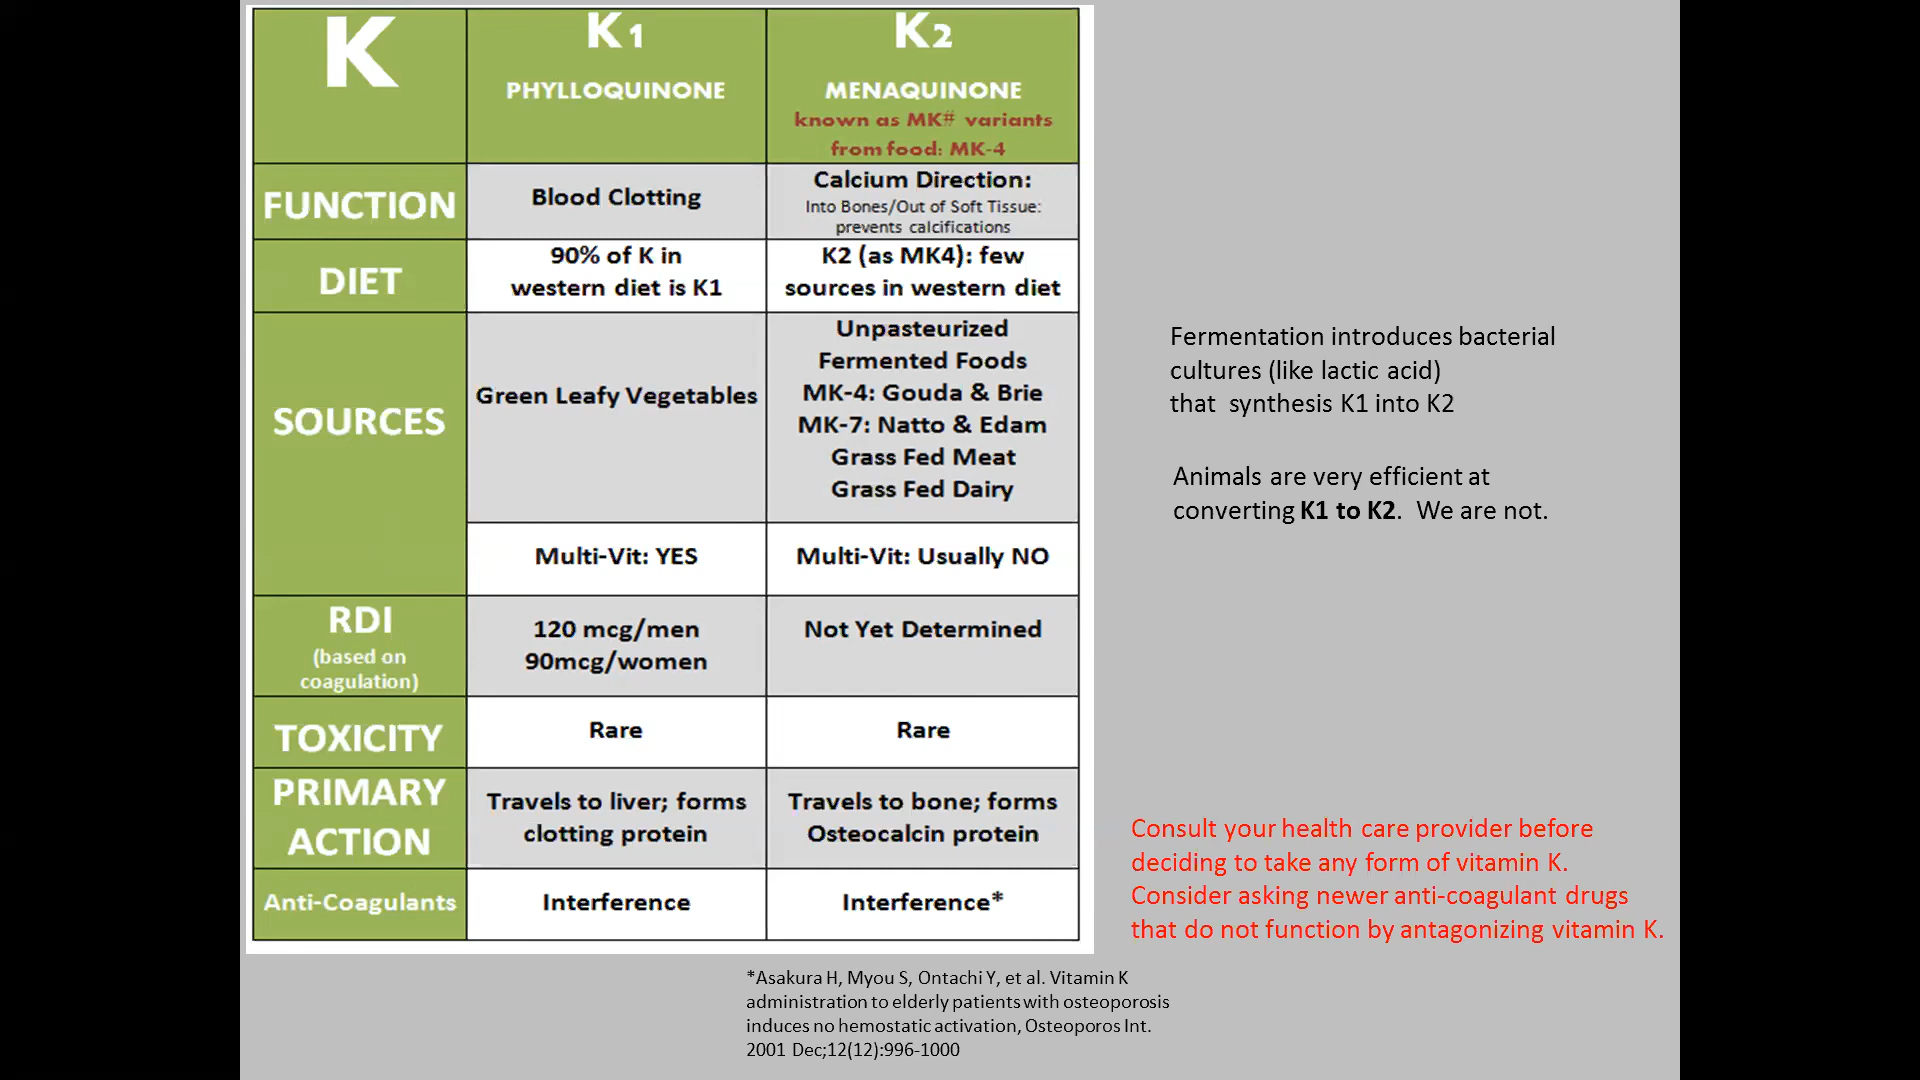 K
K1
PHYLLOQUINONE
K2
MENAQUINONE
known as MK# variants
from food: MK-4
FUNCTION
Blood Clotting
Calcium Direction:
Into Bones/Out of Soft Tissue:
prevents calcifications
DIET
90% of K in
western diet is K1
K2 (as MK4): few
sources in western diet
SOURCES
Green Leafy Vegetables
Unpasteurized
Fermented Foods
MK-4: Gouda & Brie
MK-7: Natto & Edam
Grass Fed Meat
Grass Fed Dairy
Multi-Vit: YES
Multi-Vit: Usually NO
RDI
(based on
coagulation)
120 mcg/men
90mcg/women
Not Yet Determined
TOXICITY
Rare
Rare
PRIMARY
ACTION
Travels to liver; forms
clotting protein
Travels to bone; forms
Osteocalcin protein
Anti-Coagulants
Interference
Interference*
Fermentation introduces bacterial
cultures (like lactic acid)
that synthesis K1 into K2
Animals are very efficient at
converting K1 to K2. We are not.
Consult your health care provider before
deciding to take any form of vitamin K.
Consider asking newer anti-coagulant drugs
that do not function by antagonizing vitamin K.
*Asakura H, Myou S, Ontachi Y, et al. Vitamin K
administration to elderly patients with osteoporosis
induces no hemostatic activation, Osteoporos Int.
2001 Dec;12(12):996-1000